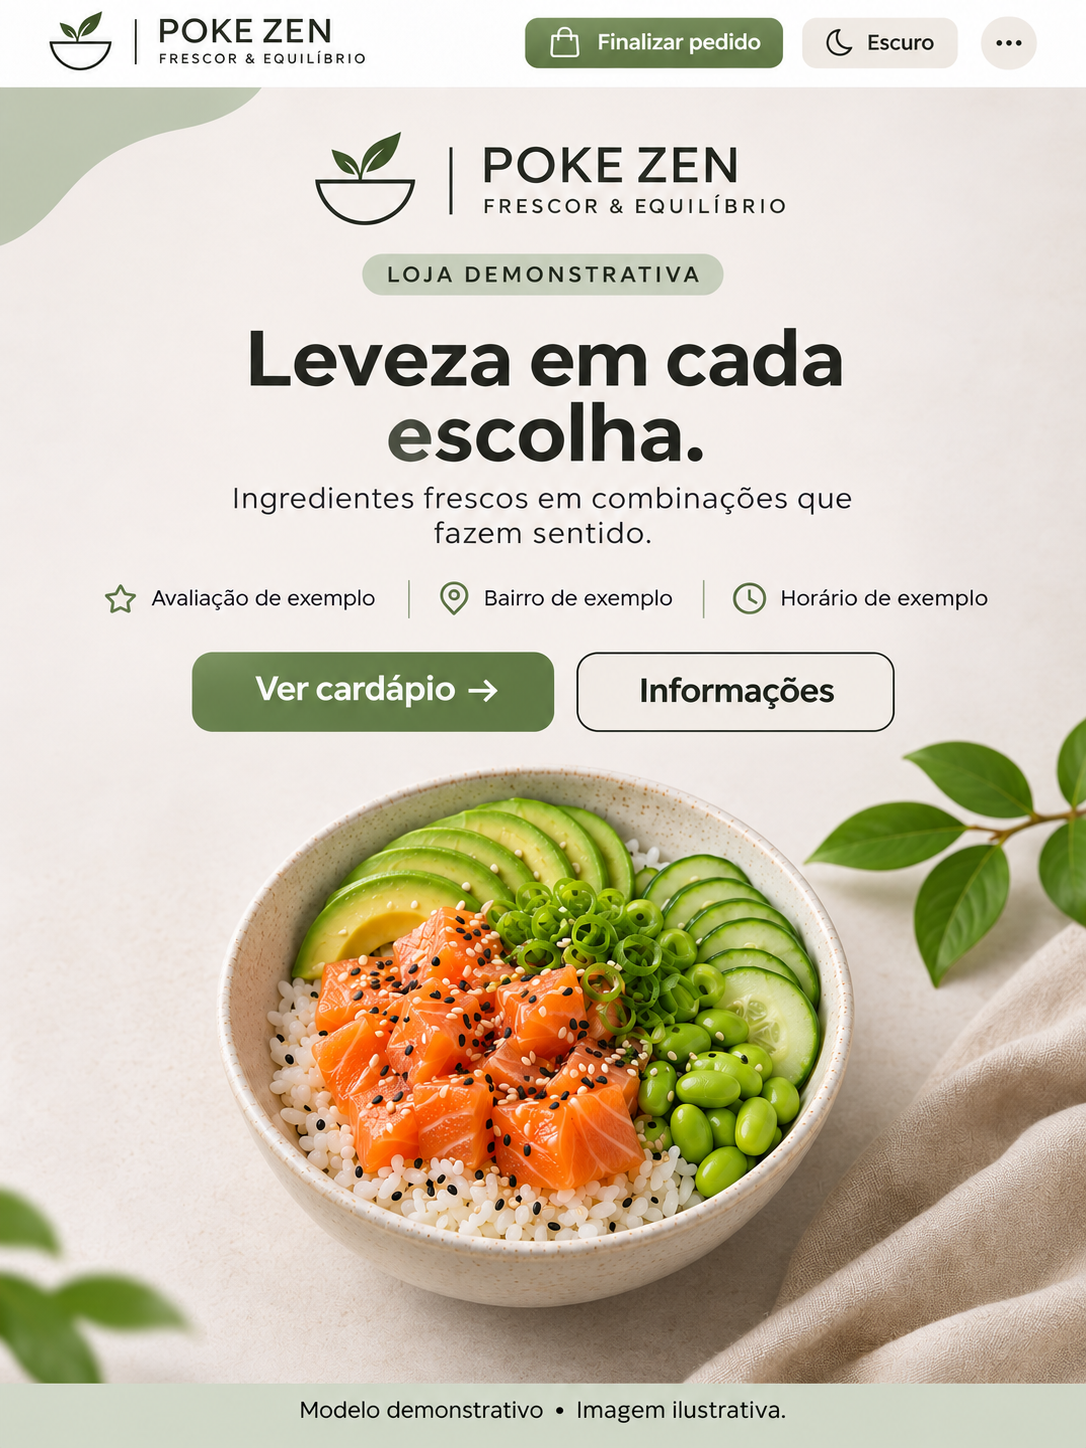 POKE ZEN
FRESCOR & EQUILÍBRIO
Finalizar pedido
Escuro
POKE ZEN
FRESCOR & EQUILÍBRIO
LOJA DEMONSTRATIVA
Leveza em cada
escolha.
Ingredientes frescos em combinações que
fazem sentido.
Avaliação de exemplo
Bairro de exemplo
Horário de exemplo
Ver cardápio →
Informações
Modelo demonstrativo • Imagem ilustrativa.